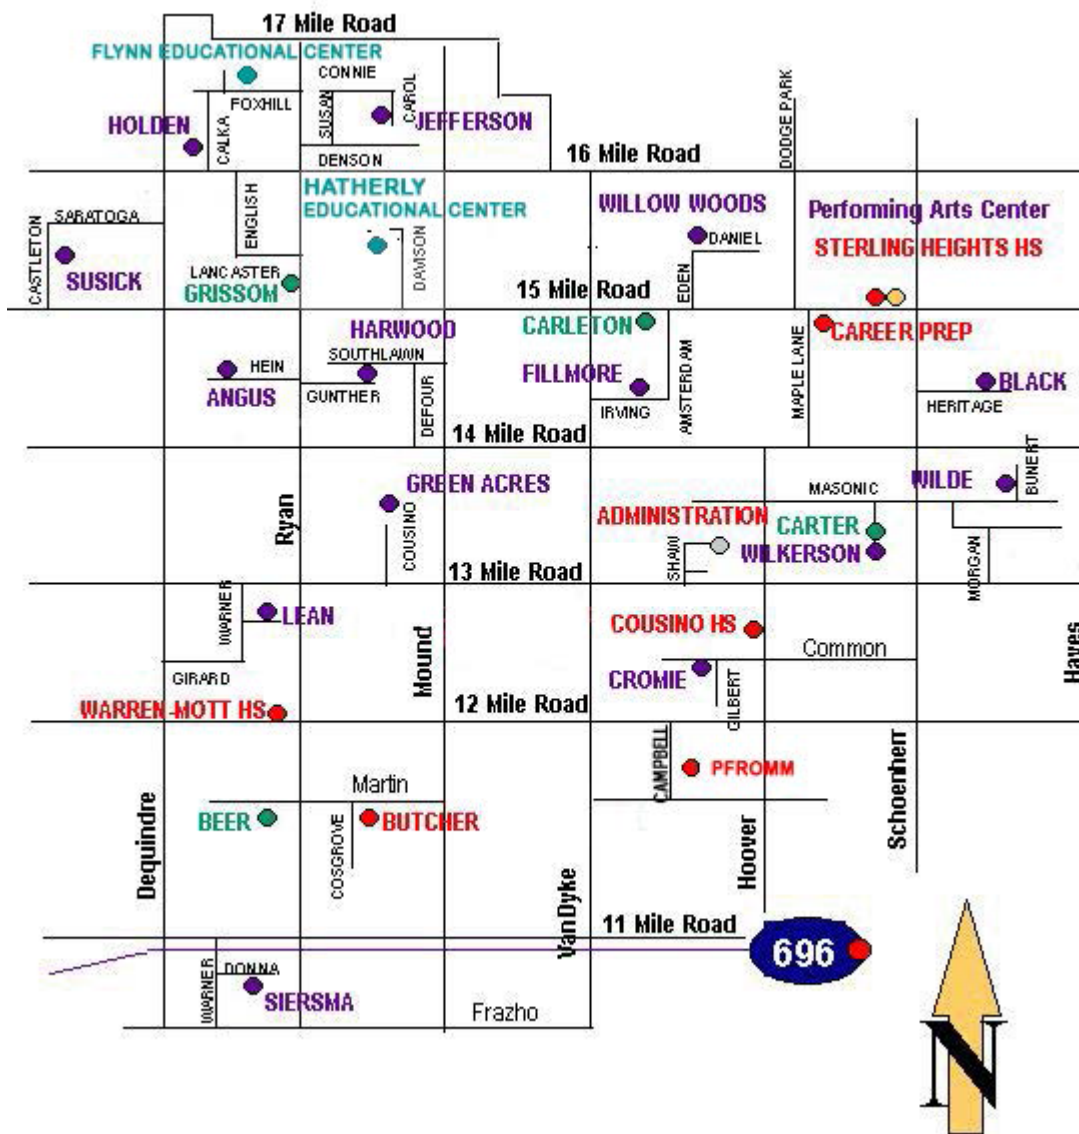 17 Mile Road
FLYNN EDUCATIONAL CENTER
CONNIE
FOXHILL
SUSAN
CAROL
DODGE PARK
HOLDEN
CALKA
JEFFERSON
DENSON
16 Mile Road
HATHERLY
EDUCATIONAL CENTER
WILLOW WOODS
Performing Arts Center
SARATOGA
ENGLISH
DANIEL
STERLING HEIGHTS HS
CASTLETON
SUSICK
LANCASTER
GRISSOM
DAVISON
EDEN
15 Mile Road
HARWOOD
CARLETON
CAREER PREP
SOUTHLAWN
HEIN
ANGUS
GUNTHER
DEFOUR
FILLMORE
IRVING
AMSTERDAM
MAPLE LANE
BLACK
HERITAGE
14 Mile Road
GREEN ACRES
WILDE
BUNERT
MASONIC
Ryan
COUSINO
ADMINISTRATION
CARTER
SHAW
WILKERSON
MORGAN
13 Mile Road
WARNER
LEAN
COUSINO HS
Common
Mound
Hayes
GIRARD
CROMIE
GILBERT
WARREN-MOTT HS
12 Mile Road
CAMPBELL
PFROMM
Martin
Schoenherr
BEER
COSGROVE
BUTCHER
Dequindre
Hoover
VanDyke
11 Mile Road
696
WARNER
DONNA
SIERSMA
Frazho
N